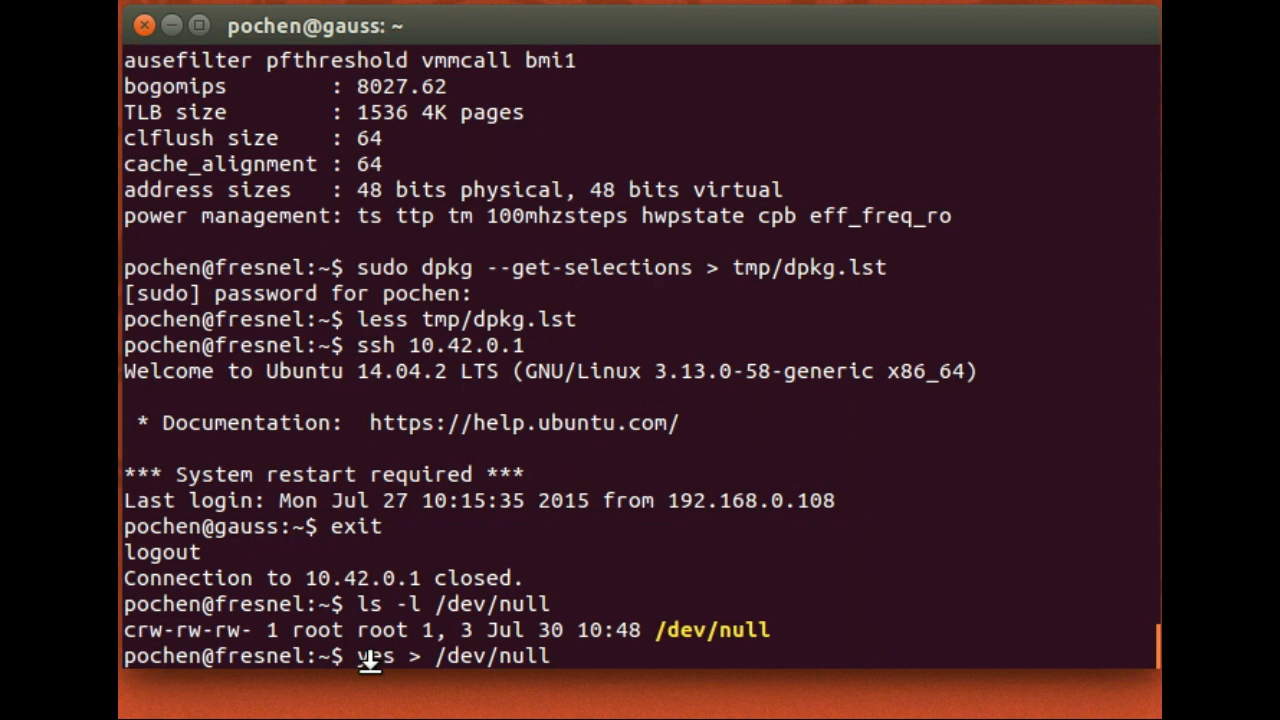 pochen@gauss: ~
ausefilter pfthreshold vmmcall bmi1
bogomips : 8027.62
TLB size : 1536 4K pages
clflush size : 64
cache_alignment : 64
address sizes : 48 bits physical, 48 bits virtual
power management: ts ttp tm 100mhzsteps hwpstate cpb eff_freq_ro
pochen@fresnel:~$ sudo dpkg --get-selections > tmp/dpkg.lst
[sudo] password for pochen:
pochen@fresnel:~$ less tmp/dpkg.lst
pochen@fresnel:~$ ssh 10.42.0.1
Welcome to Ubuntu 14.04.2 LTS (GNU/Linux 3.13.0-58-generic x86_64)
* Documentation: https://help.ubuntu.com/
*** System restart required ***
Last login: Mon Jul 27 10:15:35 2015 from 192.168.0.108
pochen@gauss:~$ exit
logout
Connection to 10.42.0.1 closed.
pochen@fresnel:~$ ls -l /dev/null
crw-rw-rw- 1 root root 1, 3 Jul 30 10:48 /dev/null
pochen@fresnel:~$ yes > /dev/null